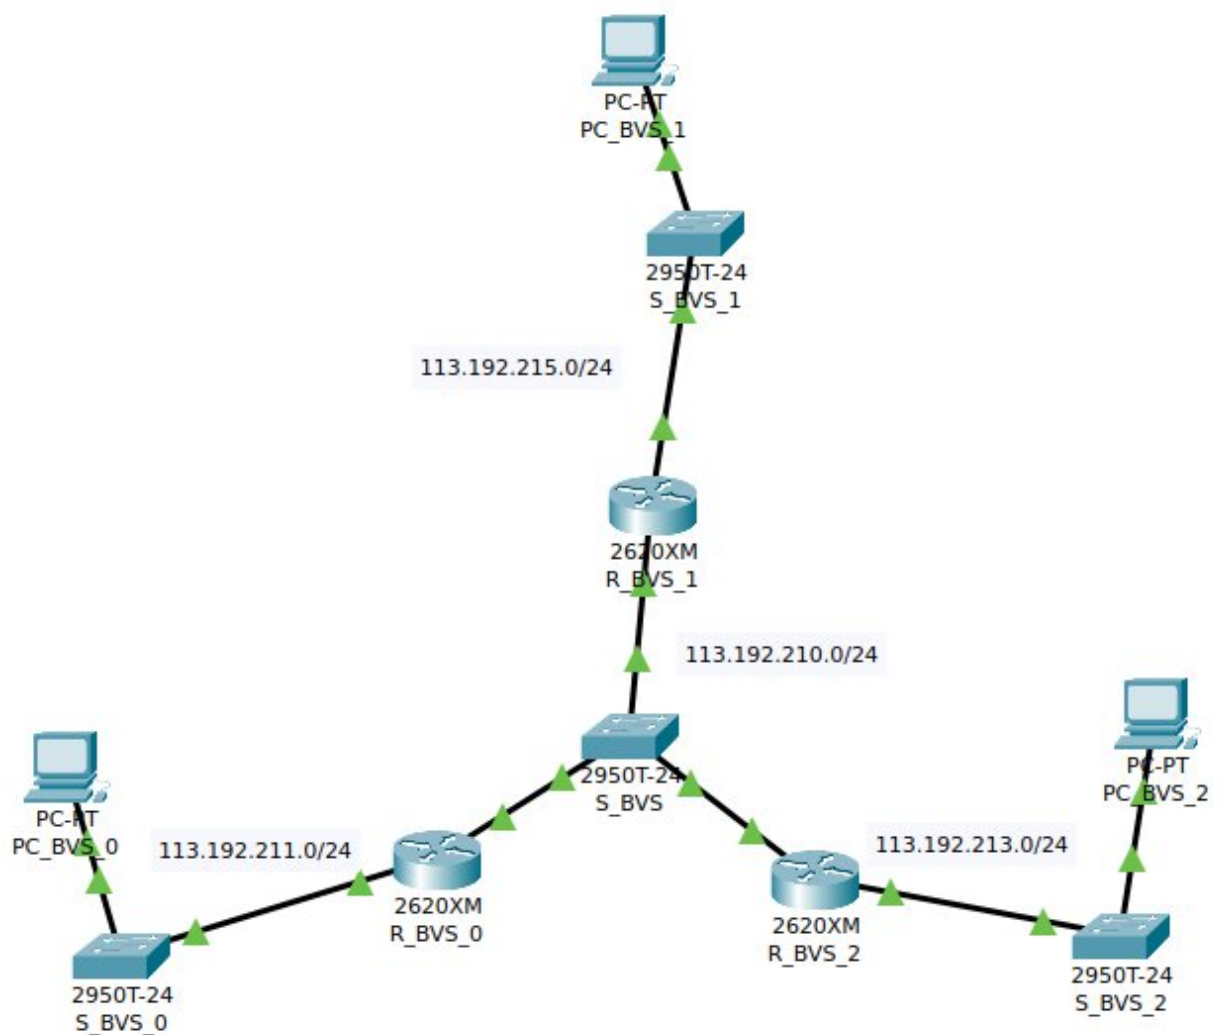 PC-PT
PC_BVS_1
2950T-24
S_BVS_1
113.192.215.0/24
2620XM
R_BVS_1
113.192.210.0/24
2950T-24
S_BVS
PC-PT
PC_BVS_2
PC-PT
PC_BVS_0
113.192.211.0/24
113.192.213.0/24
2620XM
R_BVS_0
2620XM
R_BVS_2
2950T-24
S_BVS_2
2950T-24
S_BVS_0